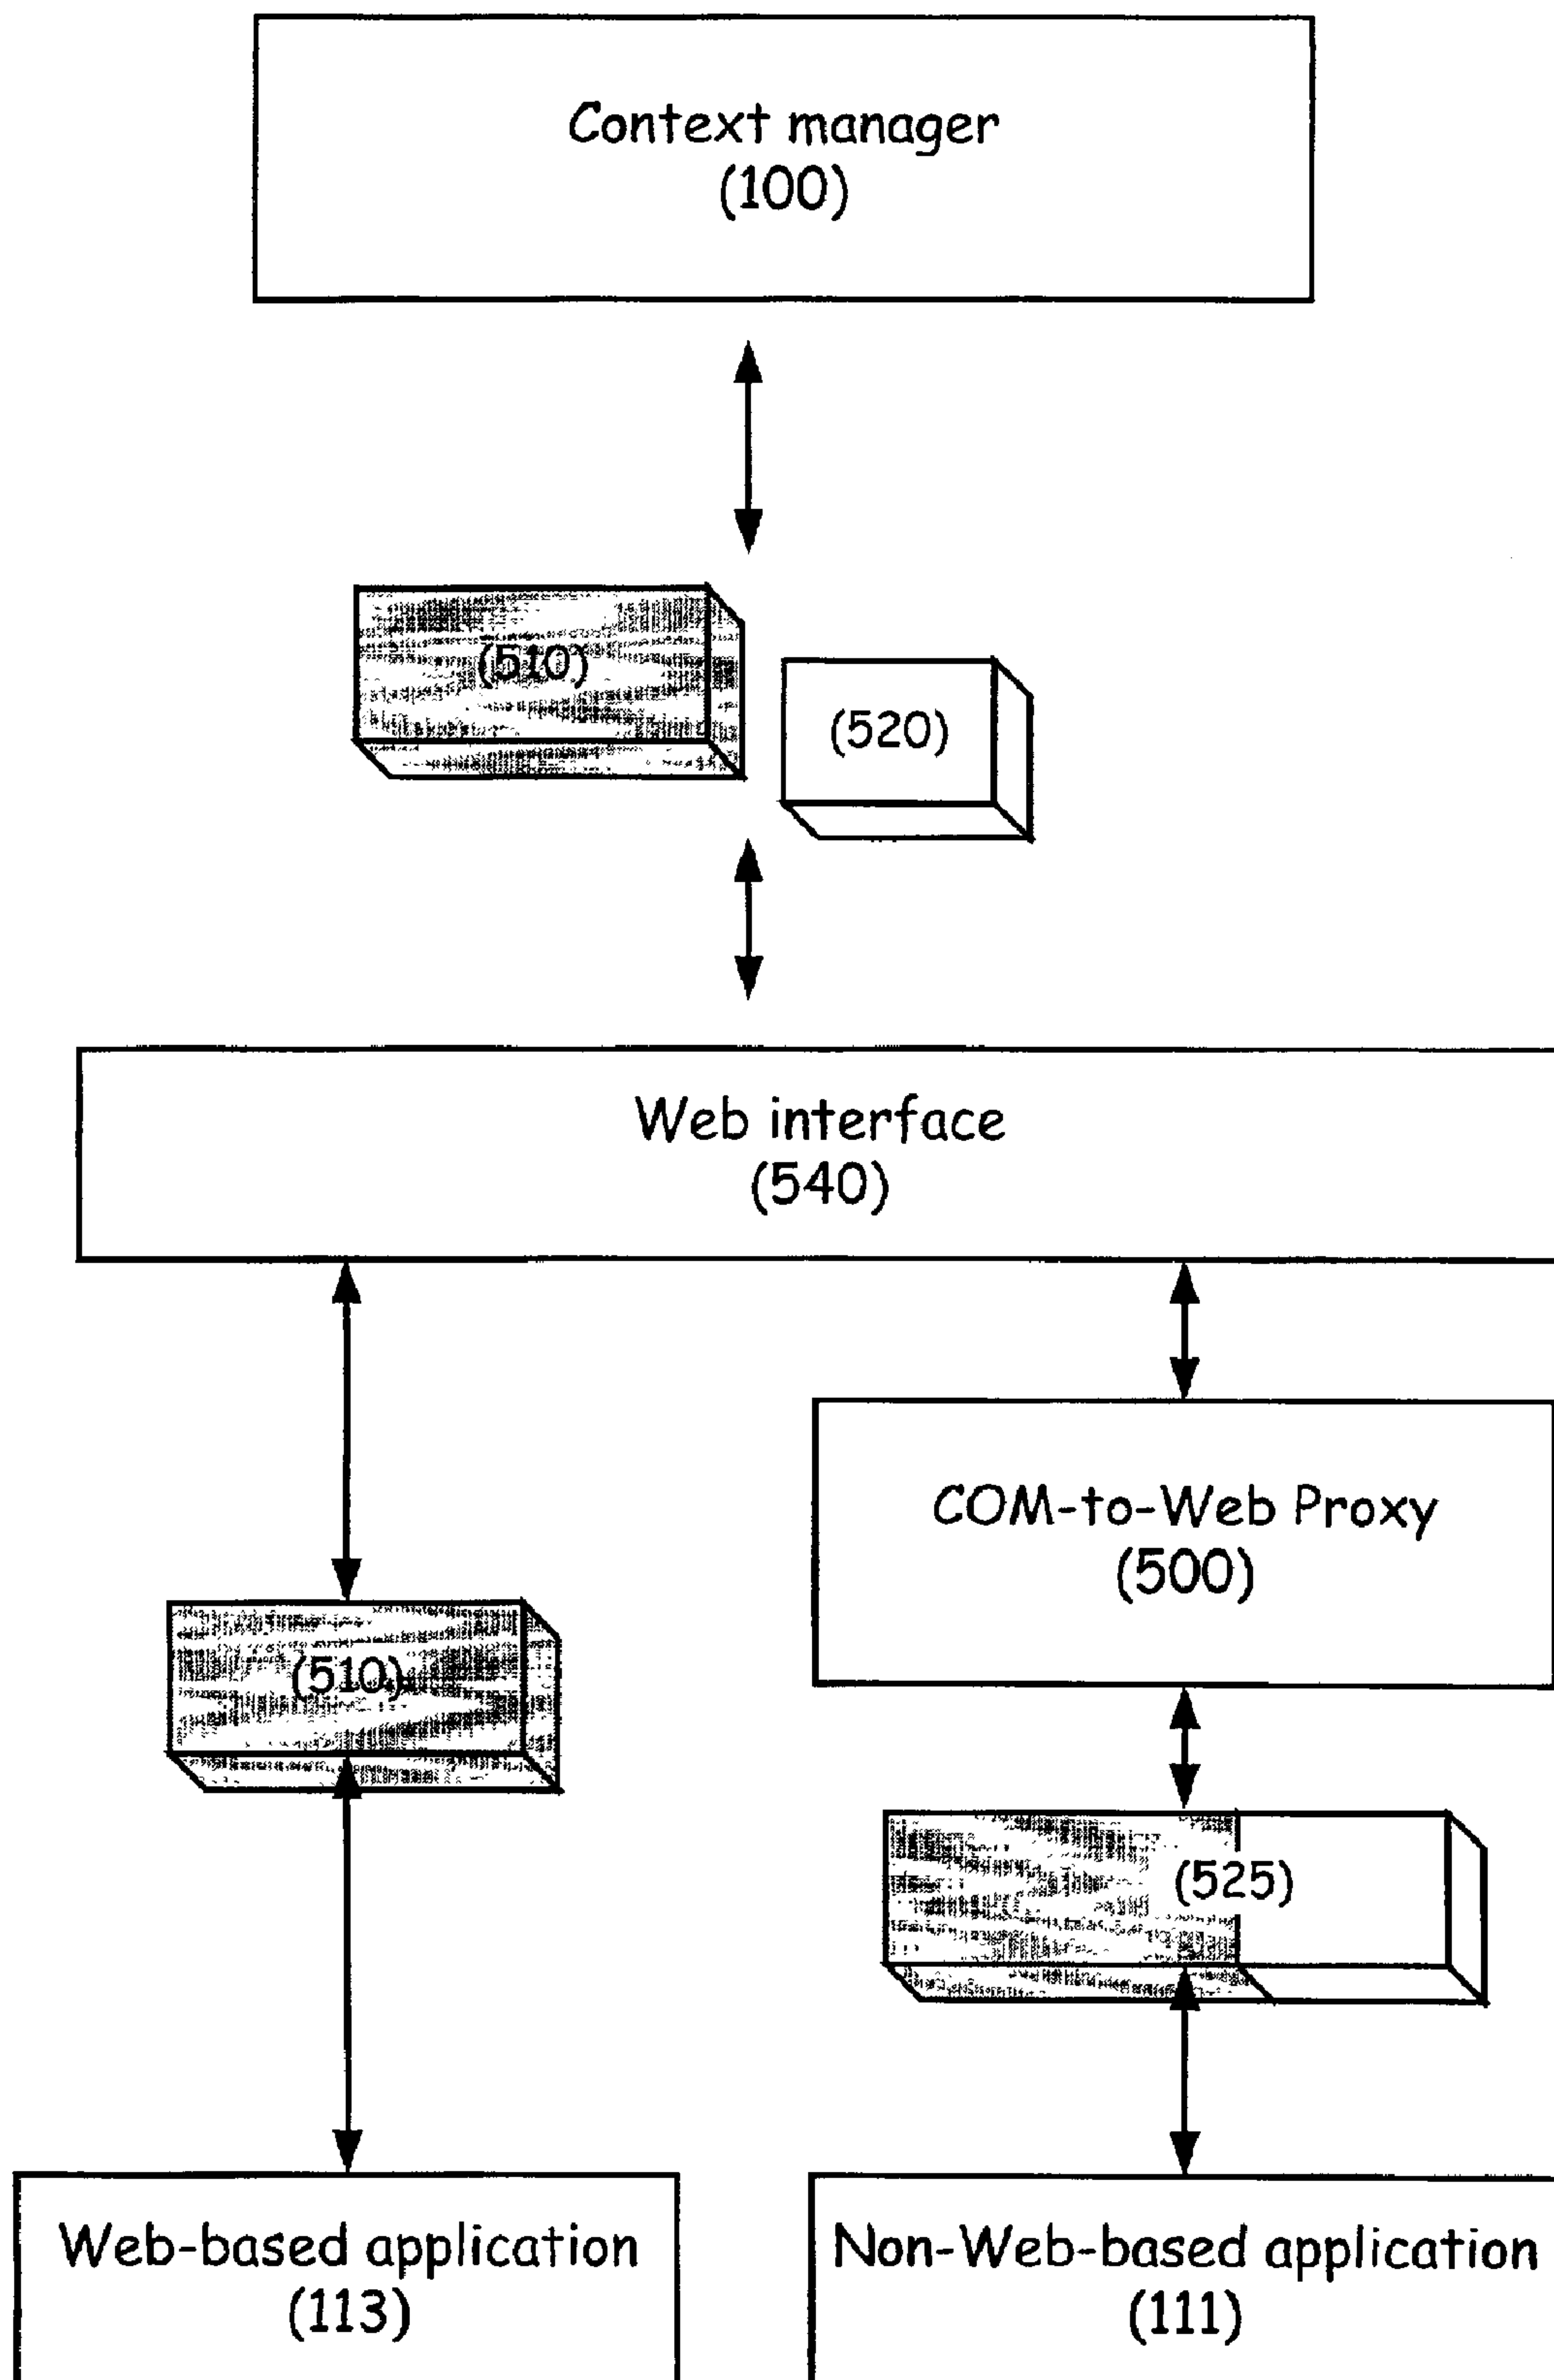 Context manager
(100)
(510)
(520)
Web interface
(540)
COM-to-Web Proxy
(500)
(510)
(525)
Web-based application
(113)
Non-Web-based application
(111)